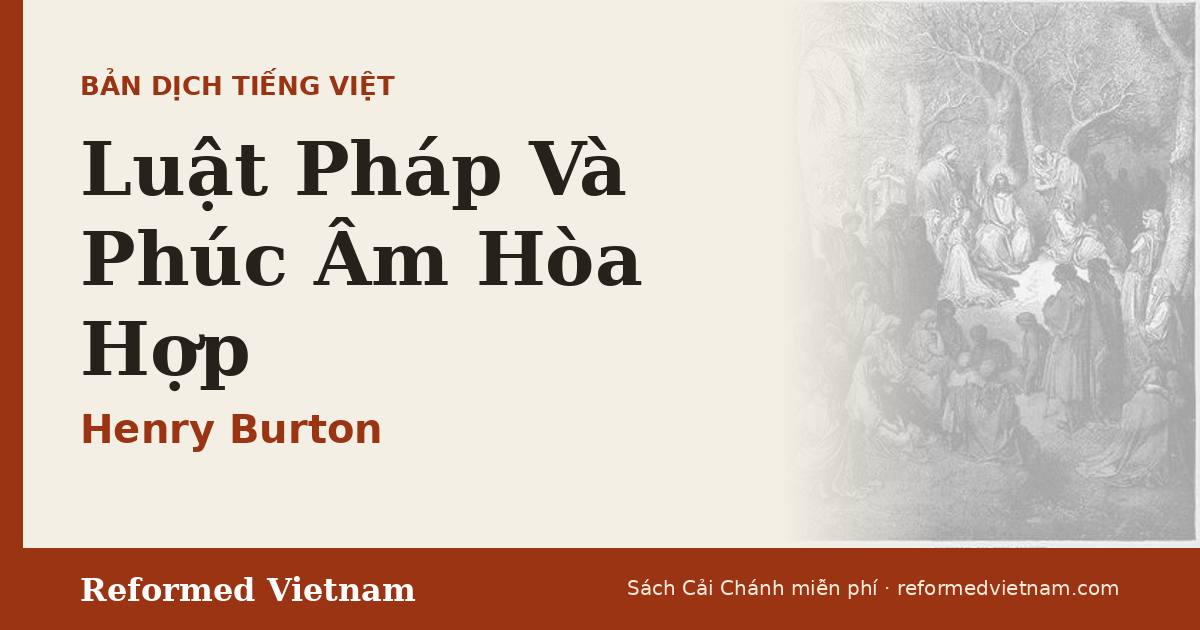 BẢN DỊCH TIẾNG VIỆT
Luật Pháp Và
Phúc Âm Hòa
Hợp
Henry Burton
Reformed Vietnam
Sách Cải Chánh miễn phí · reformedvietnam.com